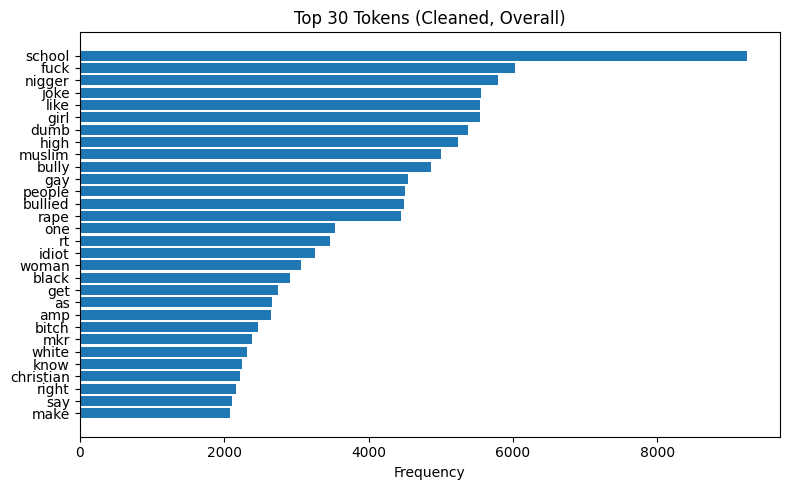 Top 30 Tokens (Cleaned, Overall)
school
fuck
nigger
joke
like
girl
dumb
high
muslim
bully
gay
people
bullied
rape
one
rt
idiot
woman
black
get
as
amp
bitch
mkr
white
know
christian
right
say
make
0 2000 4000 6000 8000
Frequency